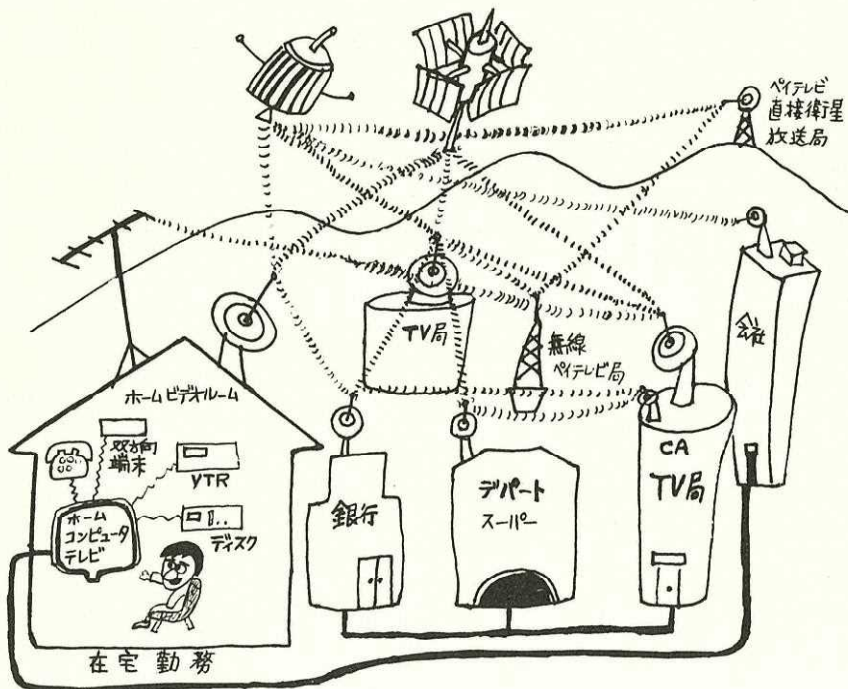 ペイテレビ
直接衛星
放送局
TV局
無線
ペイテレビ局
会社
ホームビデオルーム
双方向
端末
VTR
ホーム
コンピュータ
テレビ
ディスク
銀行
デパート
スーパー
CA
TV局
在宅勤務